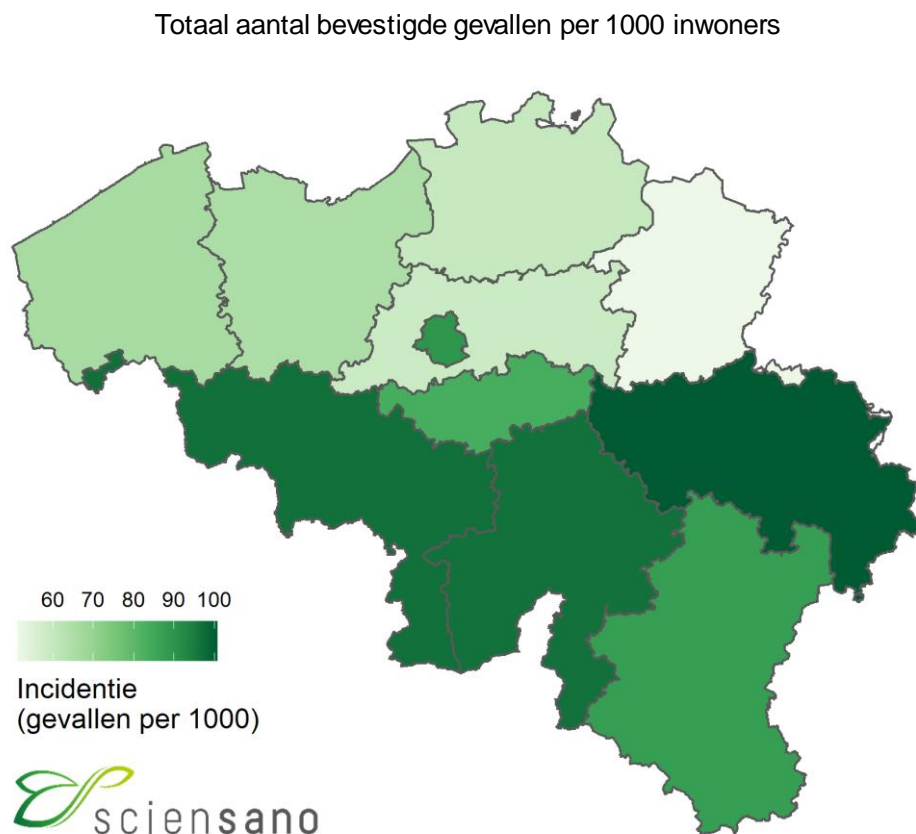 Totaal aantal bevestigde gevallen per 1000 inwoners
60 70 80 90 100
Incidentie
(gevallen per 1000)
sciensano